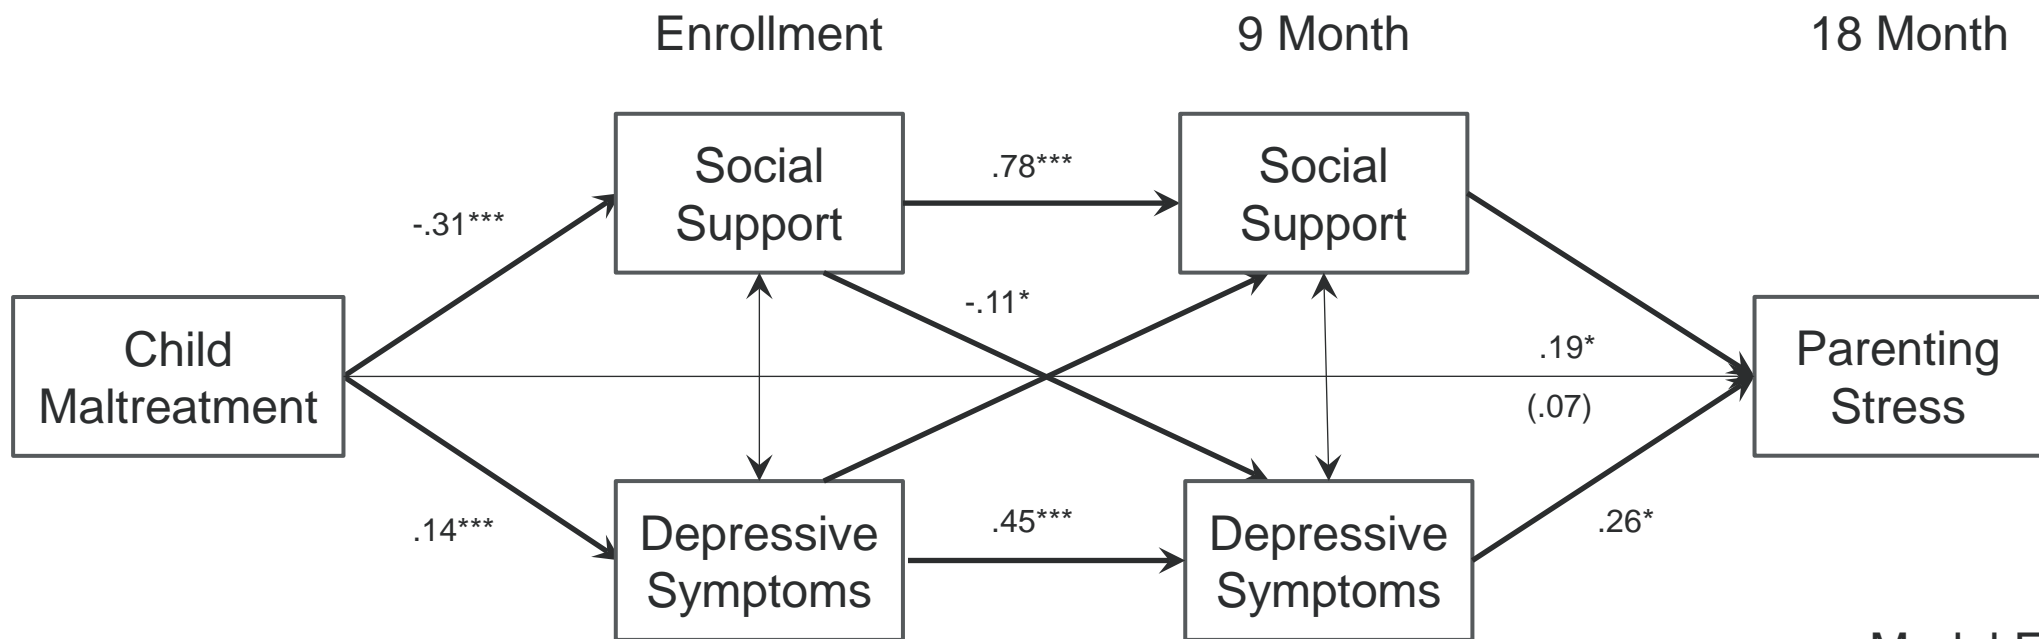 Enrollment
9 Month
18 Month
Social
Support
.78***
Social
Support
-.31***
-.11*
Child
Maltreatment
.19*
(.07)
Parenting
Stress
.14***
Depressive
Symptoms
.45***
Depressive
Symptoms
.26*